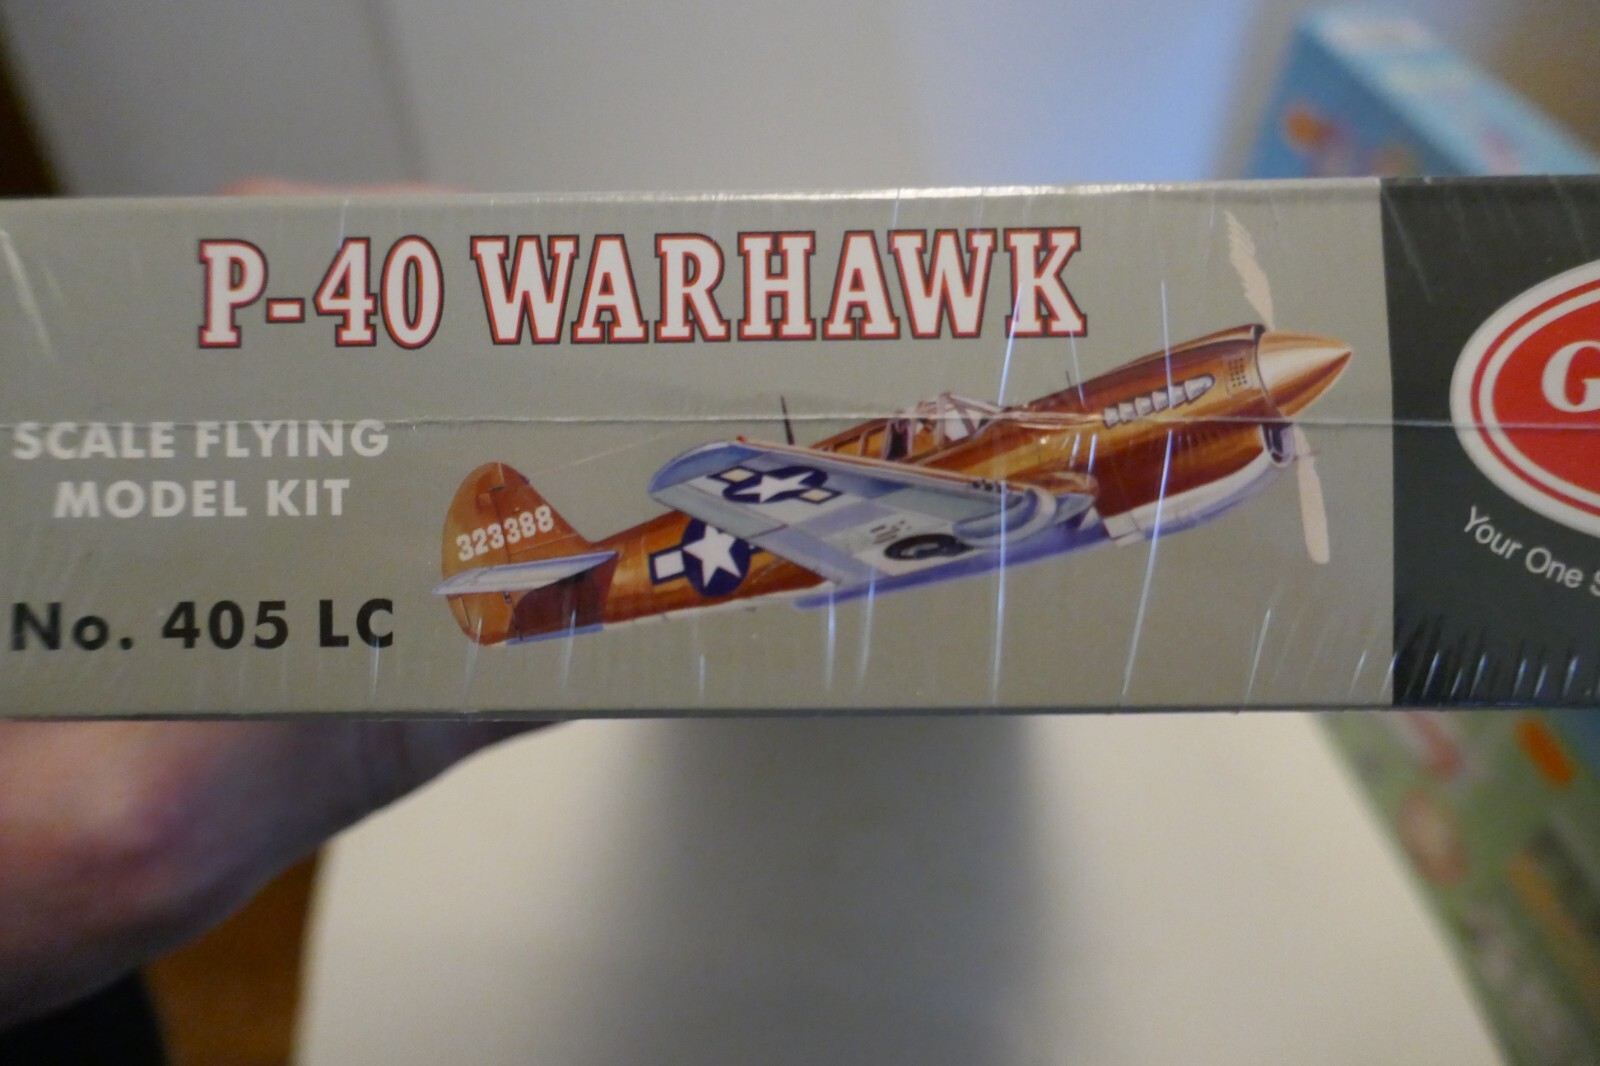 P-40 WARHAWK
SCALE FLYING
MODEL KIT
No. 405 LC
323388
G
Your One